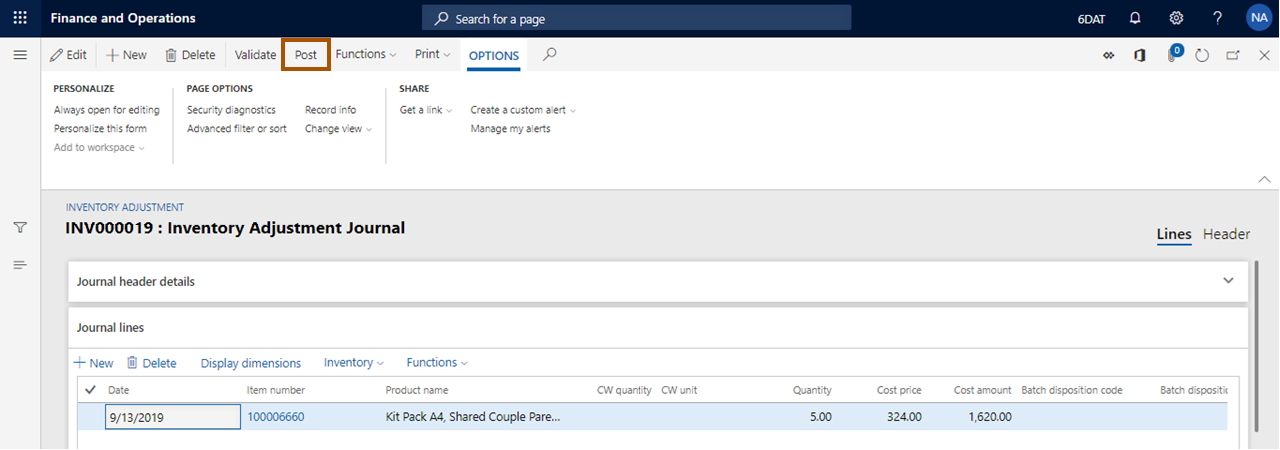 Finance and Operations
Search for a page
6DAT
NA
Edit
New
Delete
Validate
Post
Functions
Print
OPTIONS
0
PERSONALIZE
Always open for editing
Personalize this form
Add to workspace
PAGE OPTIONS
Security diagnostics
Advanced filter or sort
Record info
Change view
SHARE
Get a link
Create a custom alert
Manage my alerts
INVENTORY ADJUSTMENT
INV000019 : Inventory Adjustment Journal
Lines
Header
Journal header details
Journal lines
New
Delete
Display dimensions
Inventory
Functions
Date Item number Product name CW quantity CW unit Quantity Cost price Cost amount Batch disposition code Batch dispositi
9/13/2019 100006660 Kit Pack A4, Shared Couple Pare... 5.00 324.00 1,620.00